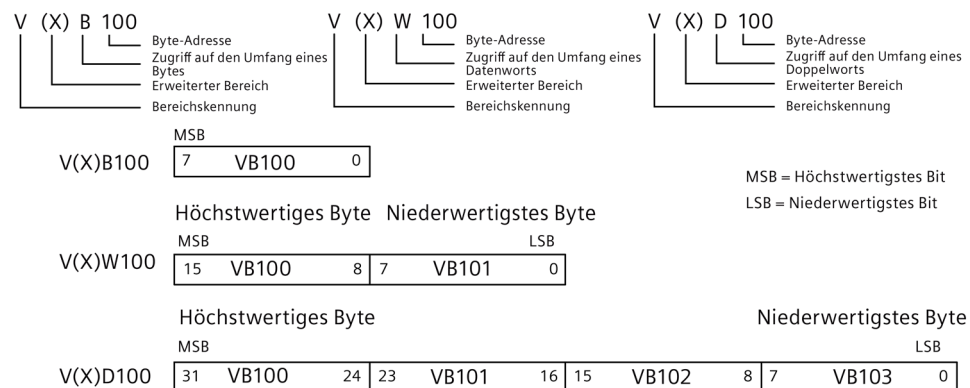 V (X) B 100
Byte-Adresse
Zugriff auf den Umfang eines
Bytes
Erweiterter Bereich
Bereichskennung
V (X) W 100
Byte-Adresse
Zugriff auf den Umfang eines
Datenworts
Erweiterter Bereich
Bereichskennung
V (X) D 100
Byte-Adresse
Zugriff auf den Umfang eines
Doppelworts
Erweiterter Bereich
Bereichskennung
MSB
V(X)B100 7 VB100 0
MSB = Höchstwertigstes Bit
LSB = Niederwertigstes Bit
Höchstwertiges Byte Niederwertigstes Byte
MSB LSB
V(X)W100 15 VB100 8 7 VB101 0
Höchstwertiges Byte Niederwertigstes Byte
MSB LSB
V(X)D100 31 VB100 24 23 VB101 16 15 VB102 8 7 VB103 0